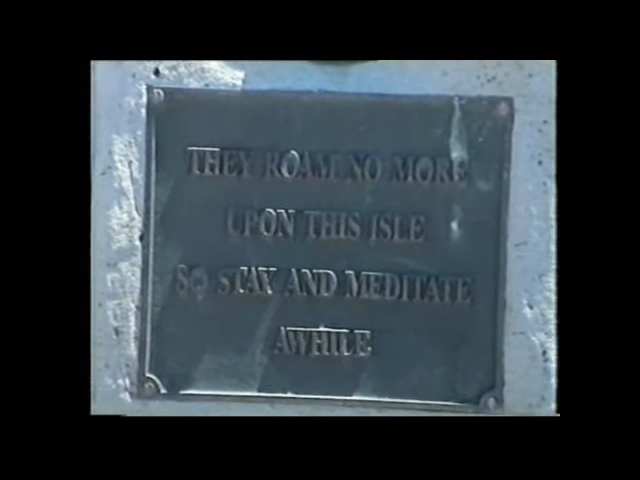 THEY ROAM NO MORE
UPON THIS ISLE
SO STAY AND MEDITATE
AWHILE